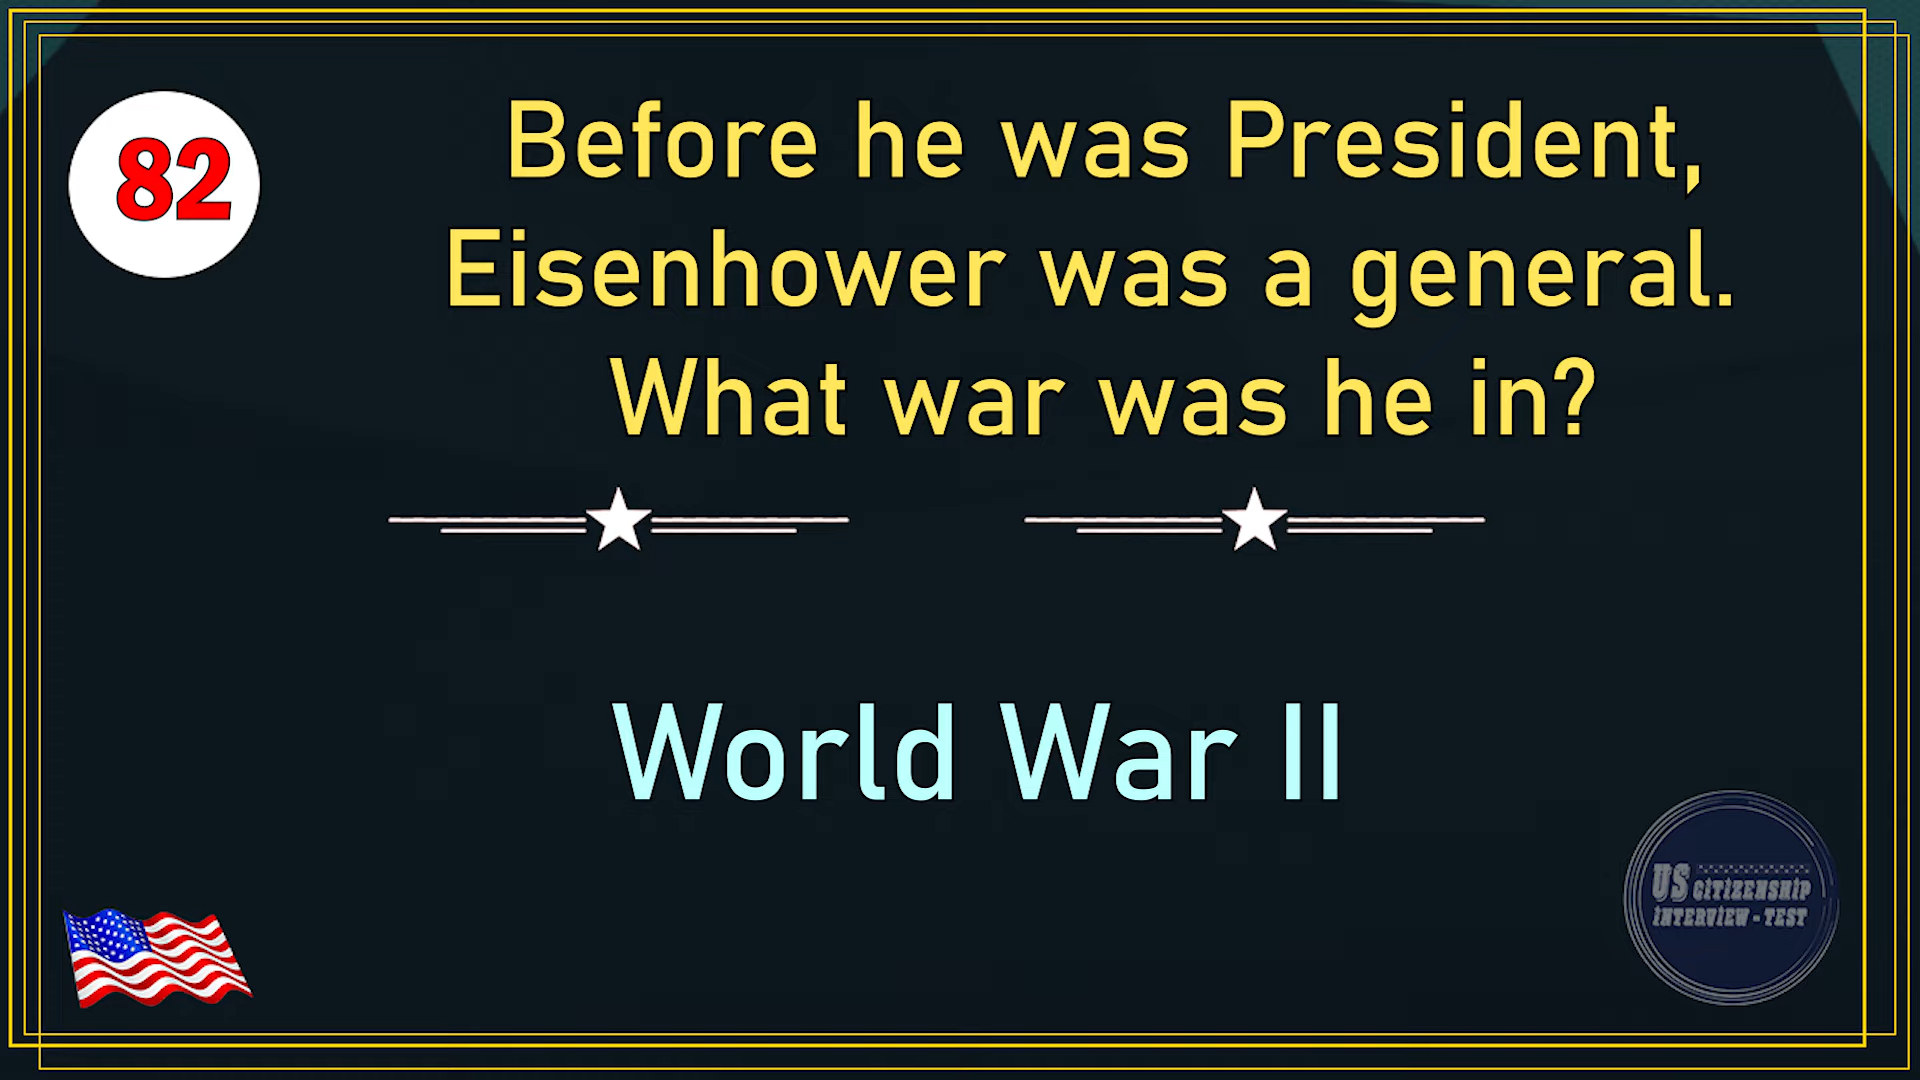 82
Before he was President,
Eisenhower was a general.
What war was he in?
World War II
US CITIZENSHIP
INTERVIEW - TEST